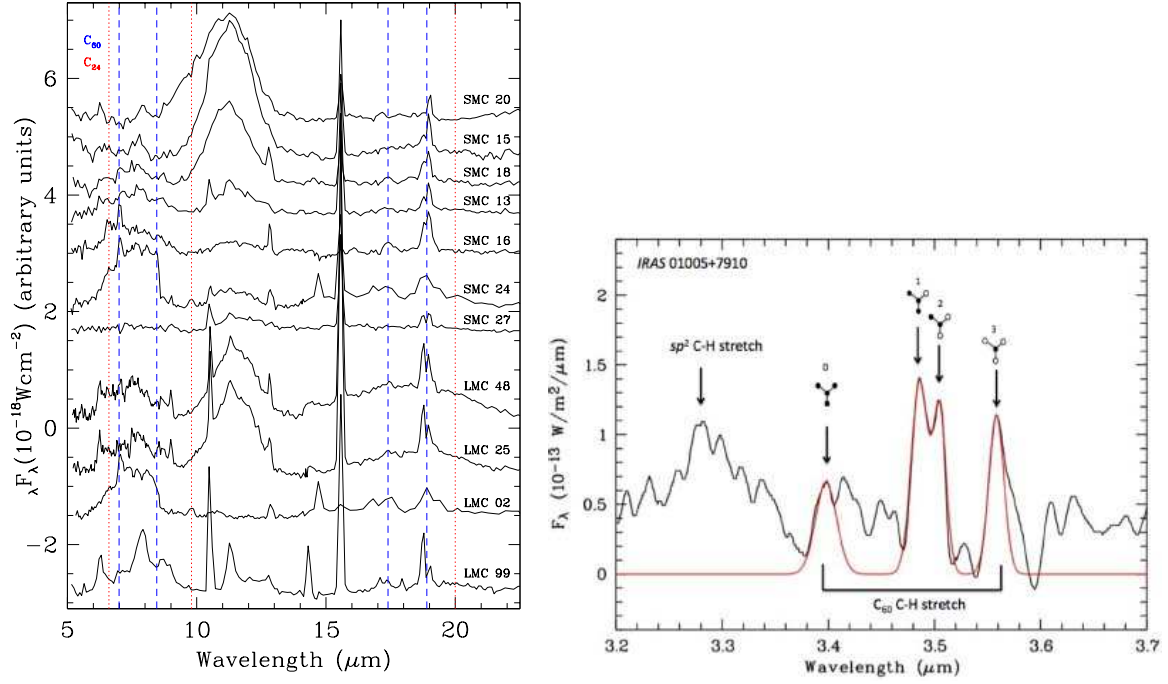 C60
C24
SMC 20
SMC 15
SMC 18
SMC 13
SMC 16
SMC 24
SMC 27
LMC 48
LMC 25
LMC 02
LMC 99
6
4
2
0
−2
λFλ(10−18Wcm−2) (arbitrary units)
5 10 15 20
Wavelength (μm)
IRAS 01005+7910
sp2 C-H stretch
0
1
2
3
C60 C-H stretch
2
1.5
1
0.5
0
Fλ (10−13 W/m2/μm)
3.2 3.3 3.4 3.5 3.6 3.7
Wavelength (μm)